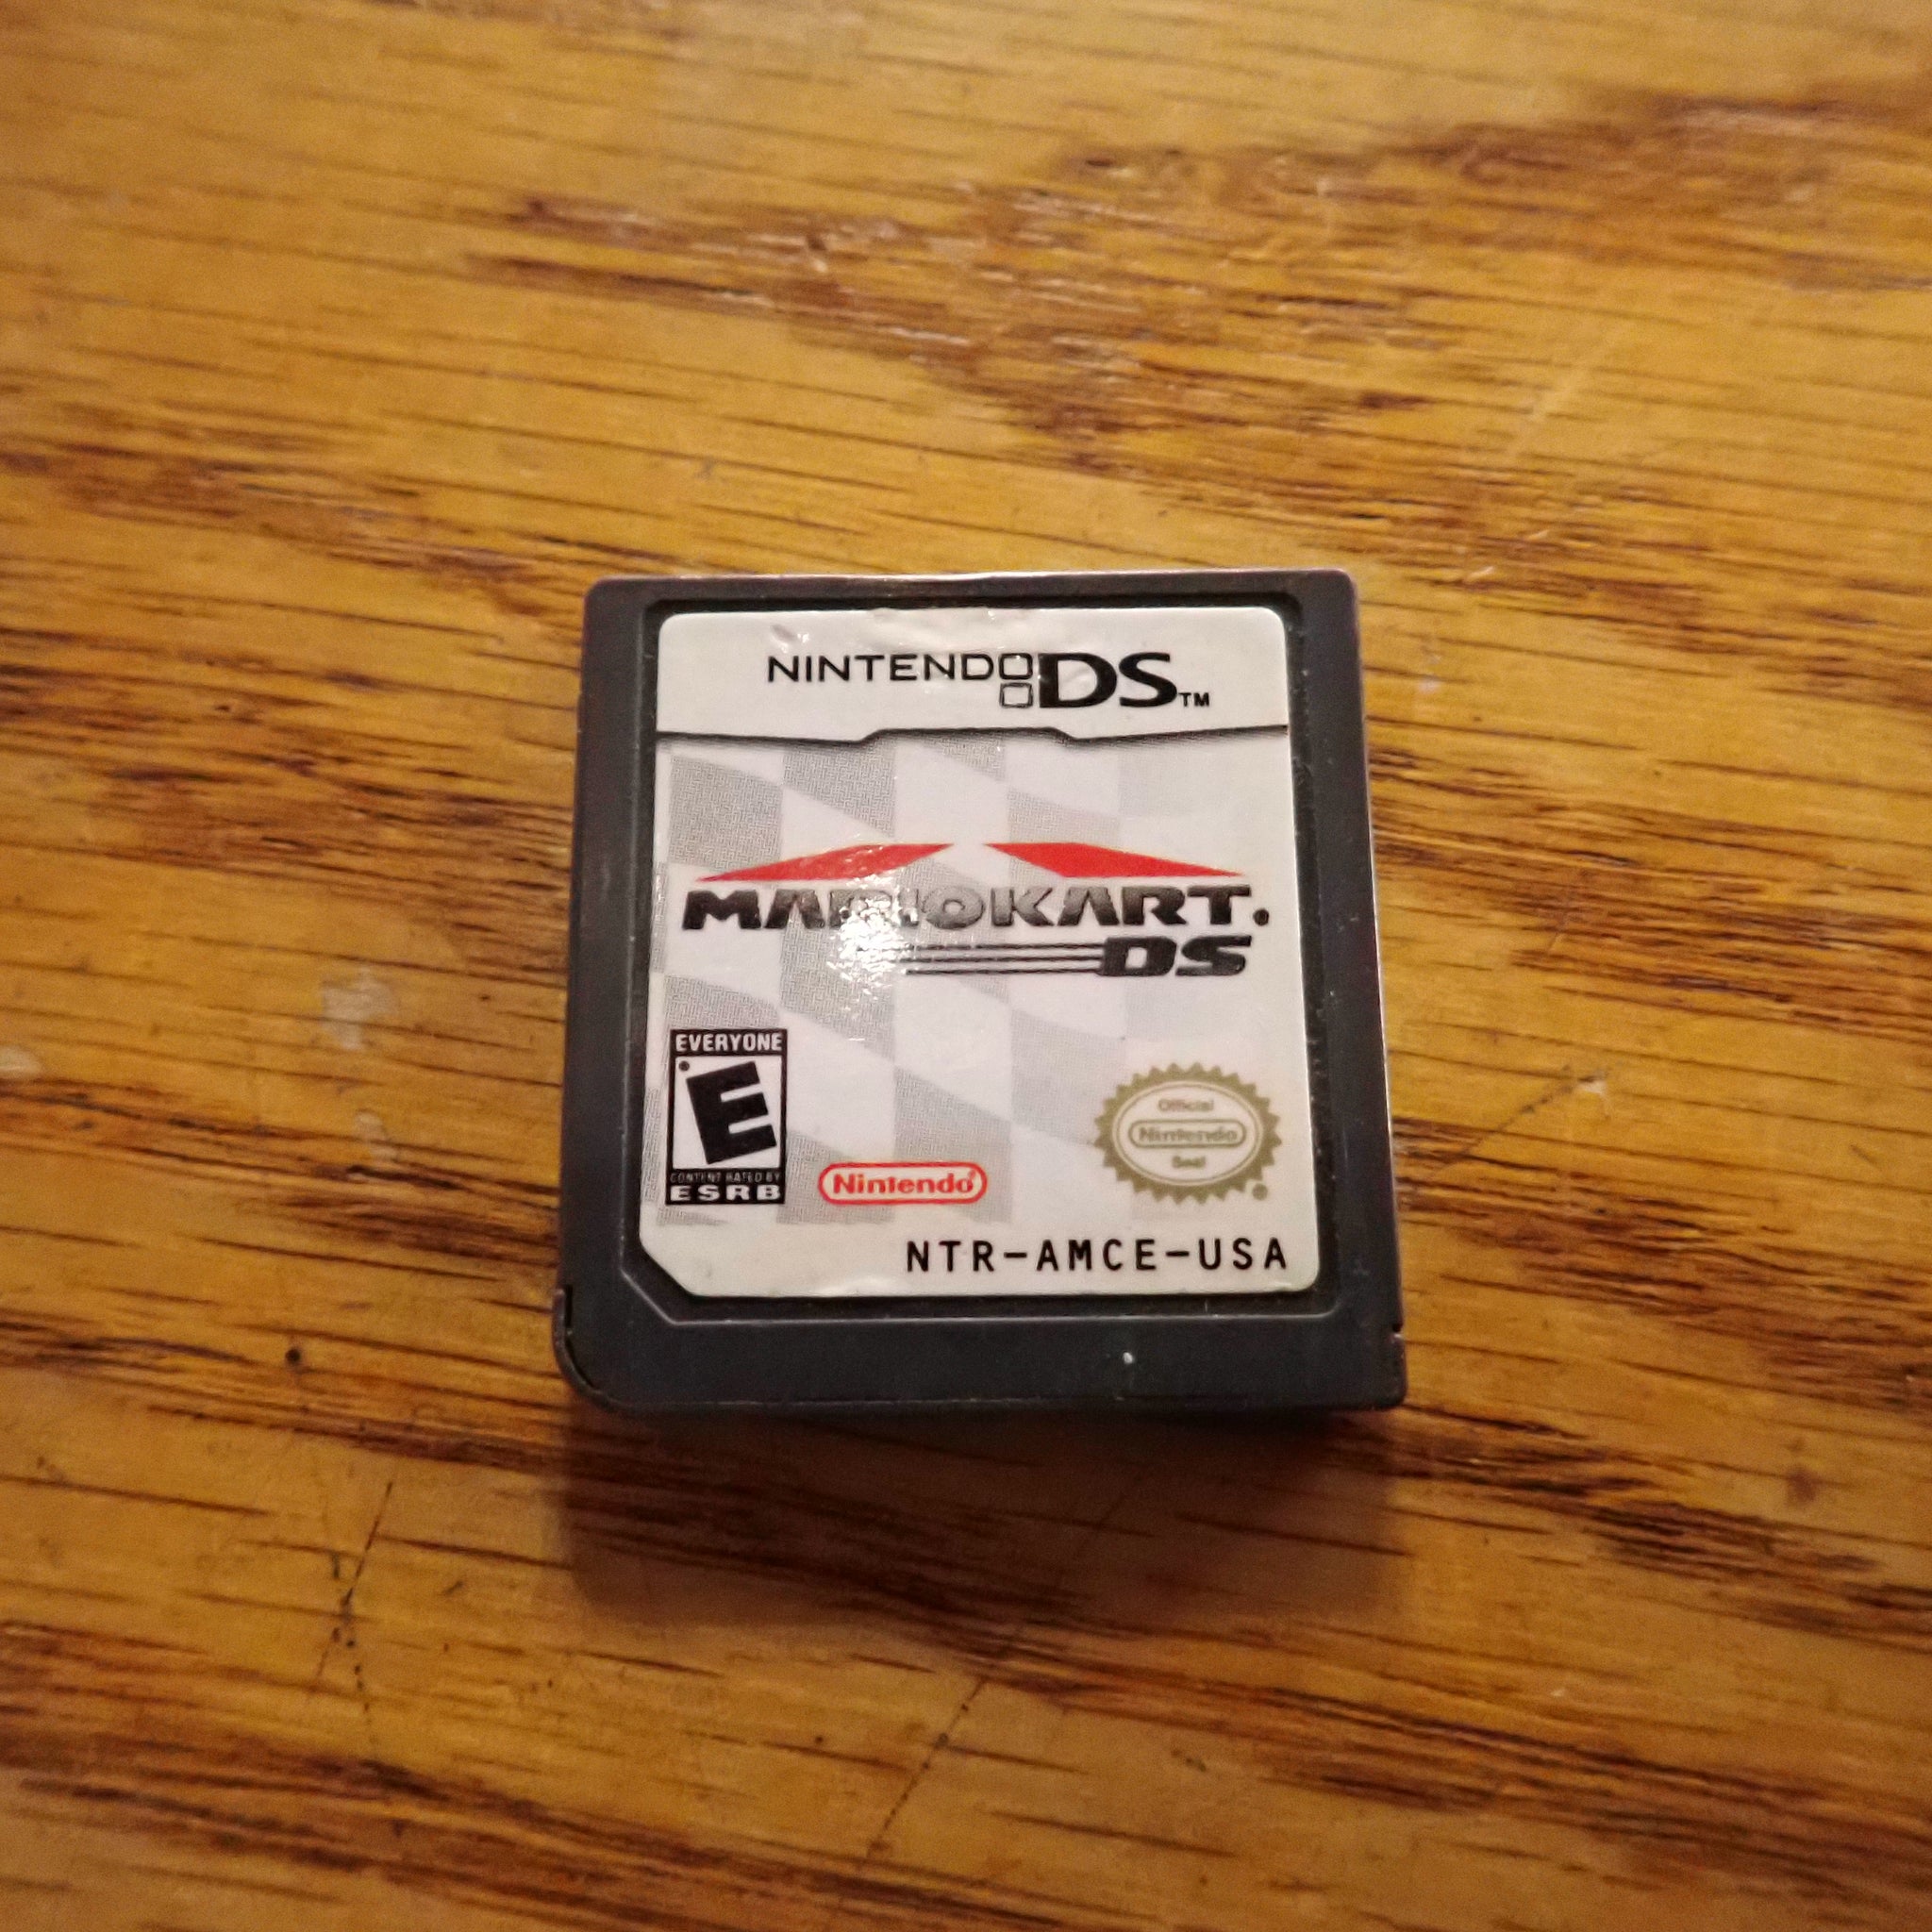 NINTENDO DS™
MARIOKART®
DS
EVERYONE
E
CONTENT RATED BY
ESRB
Nintendo®
Official
Nintendo
Seal
NTR-AMCE-USA